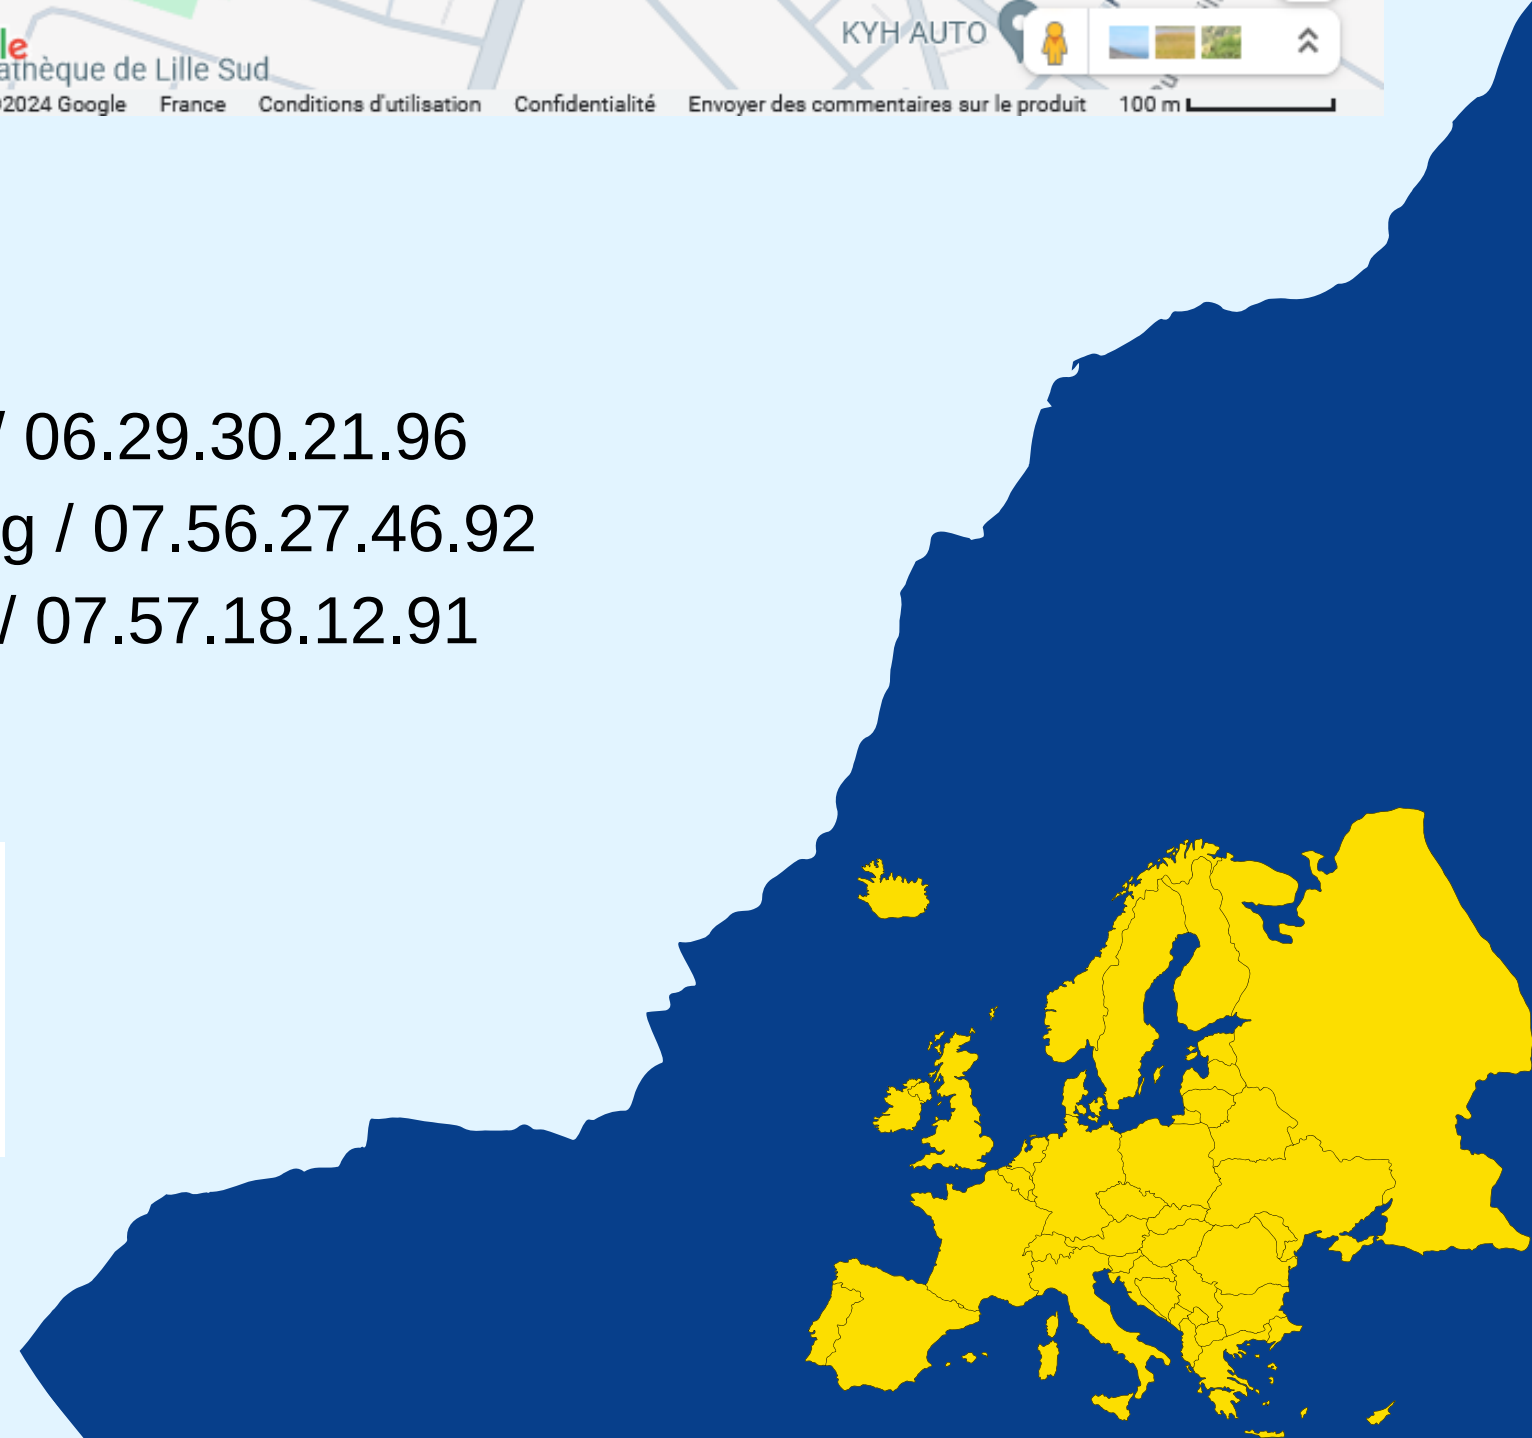 KYH AUTO
le
athèque de Lille Sud
2024 Google France Conditions d'utilisation Confidentialité Envoyer des commentaires sur le produit 100 m
/ 06.29.30.21.96
g / 07.56.27.46.92
/ 07.57.18.12.91